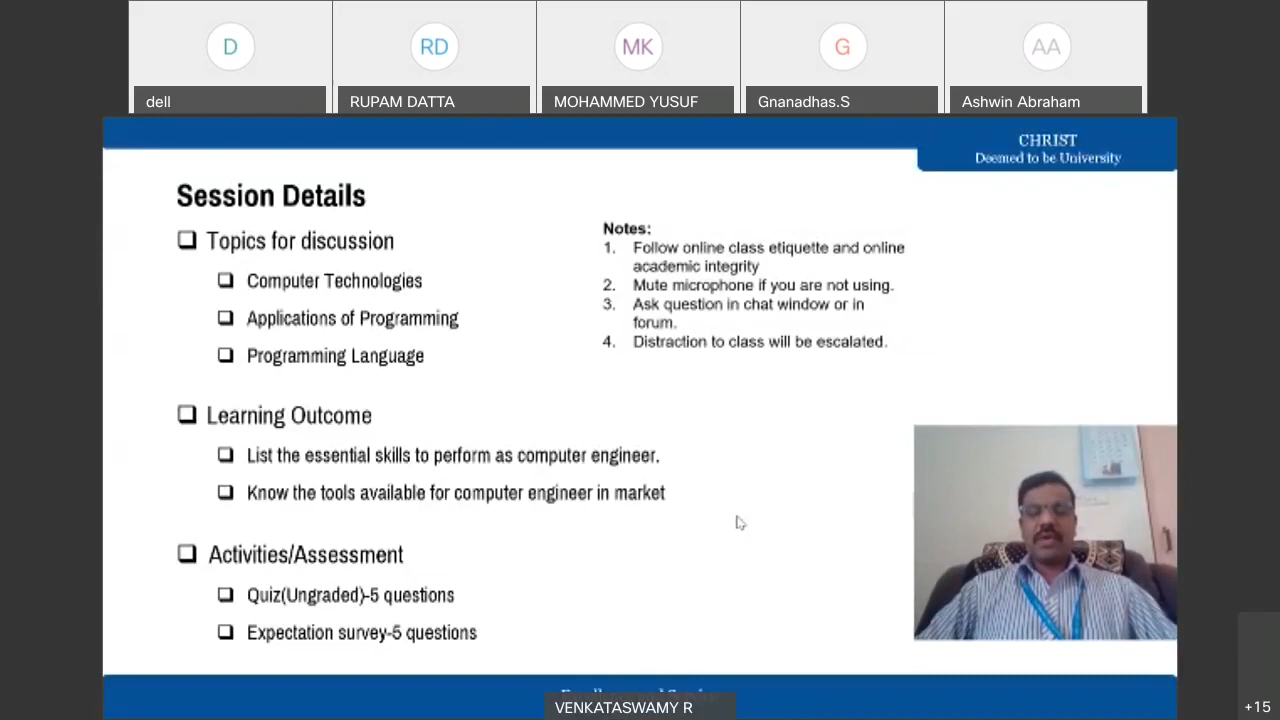 D
RD
MK
G
AA
dell
RUPAM DATTA
MOHAMMED YUSUF
Gnanadhas.S
Ashwin Abraham
CHRIST
Deemed to be University
Session Details
Topics for discussion
Computer Technologies
Applications of Programming
Programming Language
Notes:
1. Follow online class etiquette and online
academic integrity
2. Mute microphone if you are not using.
3. Ask question in chat window or in
forum.
4. Distraction to class will be escalated.
Learning Outcome
List the essential skills to perform as computer engineer.
Know the tools available for computer engineer in market
Activities/Assessment
Quiz(Ungraded)-5 questions
Expectation survey-5 questions
VENKATASWAMY R
+15